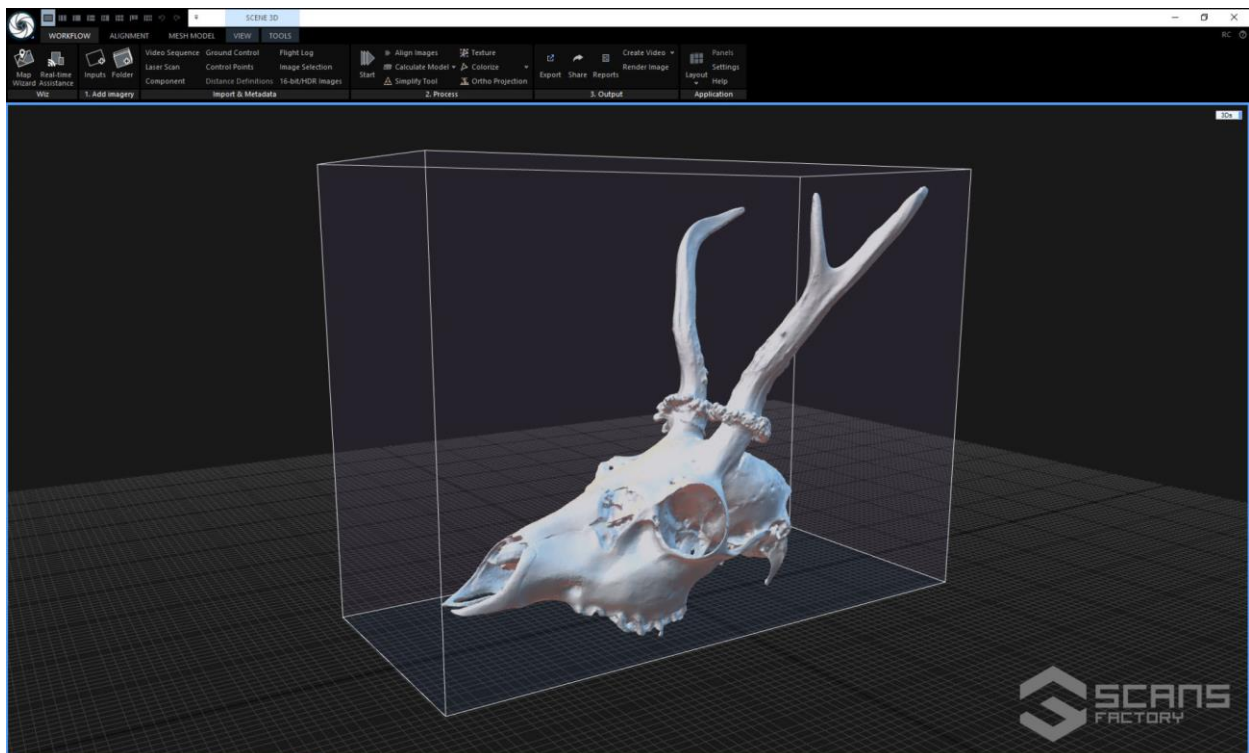 SCENE 3D
WORKFLOW ALIGNMENT MESH MODEL VIEW TOOLS RC
Video Sequence Ground Control Flight Log Align Images Texture Create Video Panels
Laser Scan Control Points Image Selection Calculate Model Colorize Render Image Settings
Component Distance Definitions 16-bit/HDR Images Simplify Tool Ortho Projection Help
Map Wizard Real-time Assistance Inputs Folder Start Export Share Reports Layout
Wiz 1. Add imagery Import & Metadata 2. Process 3. Output Application
3Ds
SCANS
FACTORY